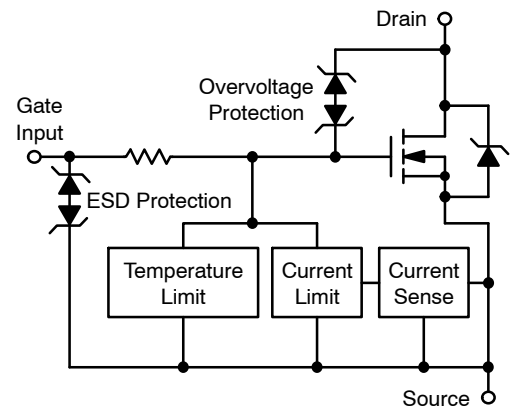 Drain
Overvoltage
Protection
Gate
Input
ESD Protection
Temperature
Limit
Current
Limit
Current
Sense
Source